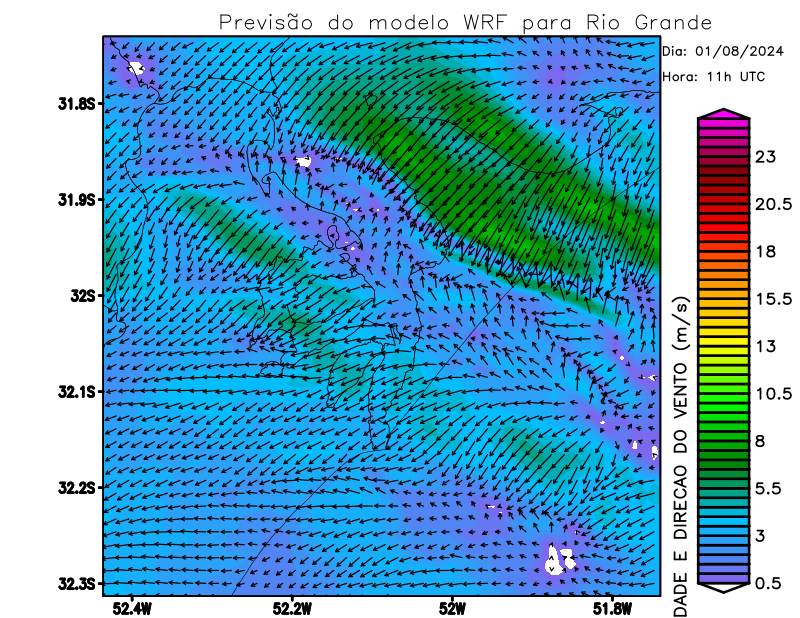 Previsão do modelo WRF para Rio Grande
Dia: 01/08/2024
Hora: 11h UTC
31.8S
31.9S
32S
32.1S
32.2S
32.3S
52.4W
52.2W
52W
51.8W
DADE E DIRECAO DO VENTO (m/s)
23
20.5
18
15.5
13
10.5
8
5.5
3
0.5